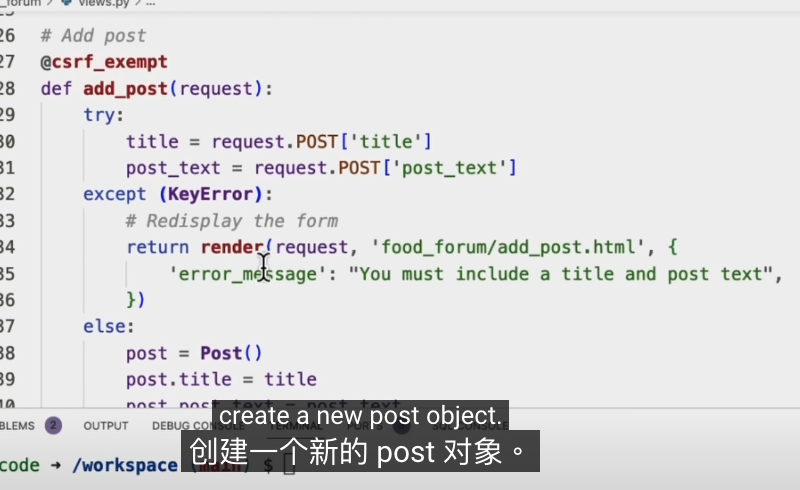 _forum > views.py > ...
26 # Add post
27 @csrf_exempt
28 def add_post(request):
29 try:
30 title = request.POST['title']
31 post_text = request.POST['post_text']
32 except (KeyError):
33 # Redisplay the form
34 return render(request, 'food_forum/add_post.html', {
35 'error_message': "You must include a title and post text",
36 })
37 else:
38 post = Post()
39 post.title = title
40 post.post_text = post_text
BLEMS 2 OUTPUT DEBUG CONSOLE TERMINAL PORTS
create a new post object.
code → /workspace (main) $
创建一个新的 post 对象。